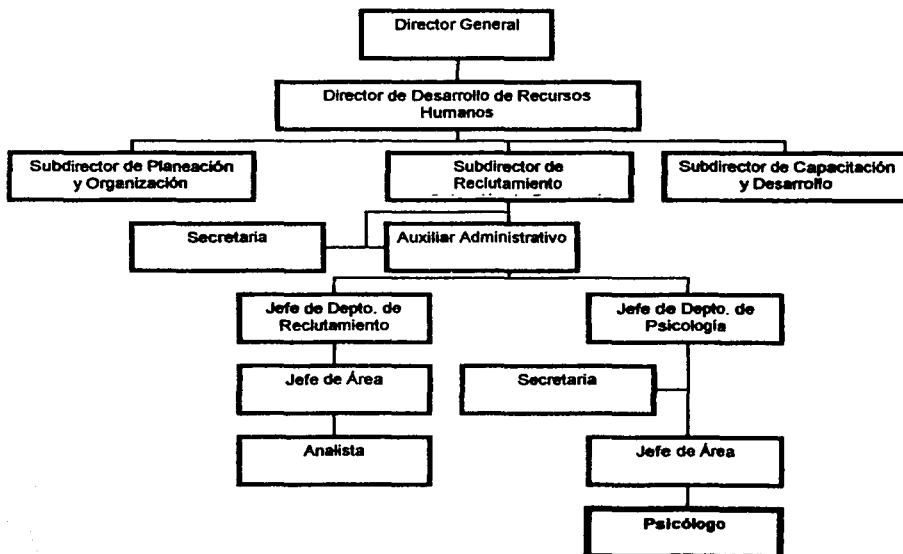 Director General
Director de Desarrollo de Recursos
Humanos
Subdirector de Planeación
y Organización
Subdirector de
Reclutamiento
Subdirector de Capacitación
y Desarrollo
Secretaria
Auxiliar Administrativo
Jefe de Depto. de
Reclutamiento
Jefe de Depto. de
Psicología
Jefe de Área
Secretaria
Analista
Jefe de Área
Psicólogo